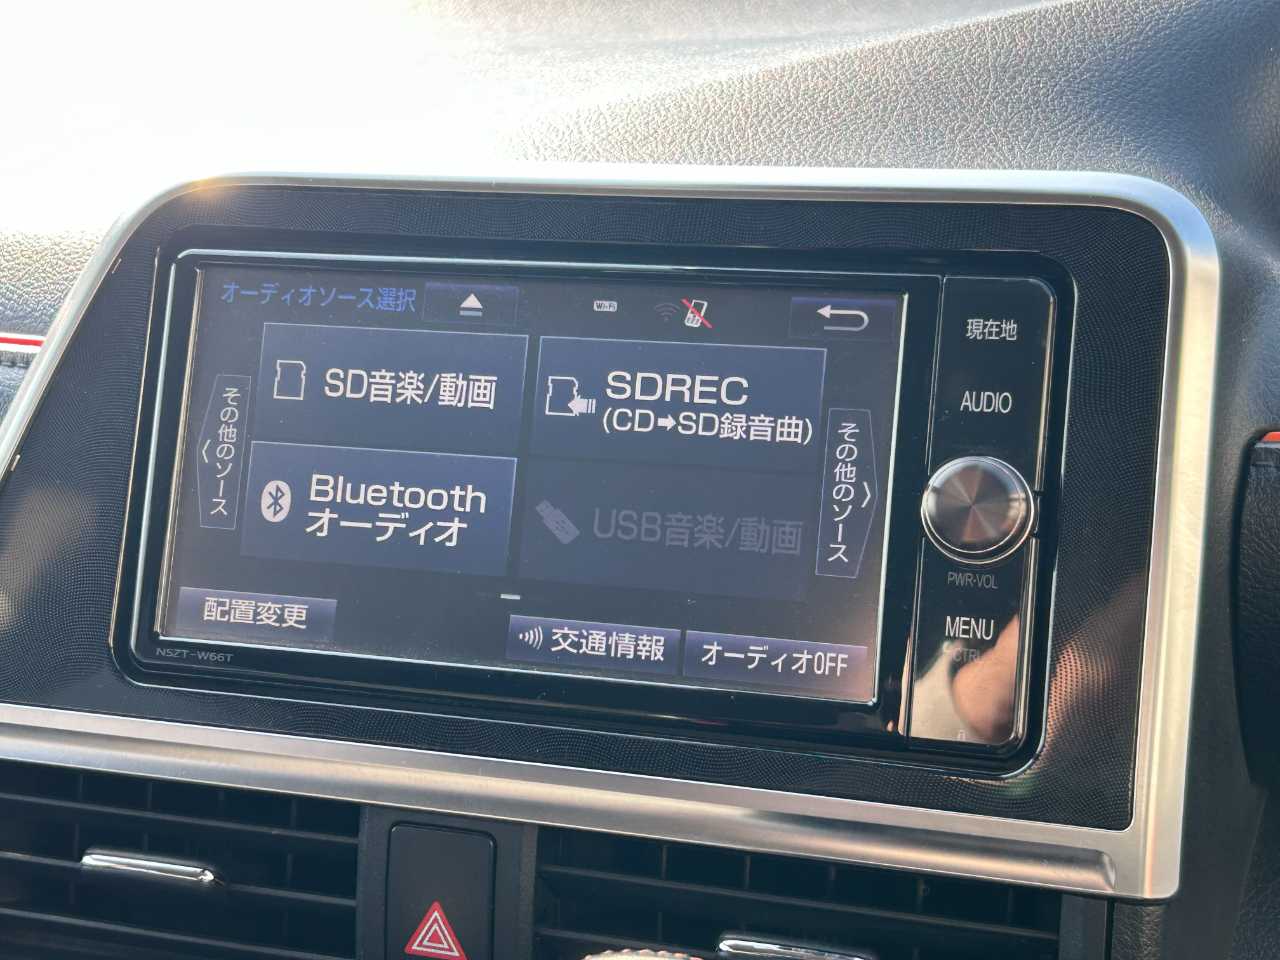 オーディオソース選択
Wi-Fi
現在地
その他のソース
SD音楽/動画
SDREC
(CD➡SD録音曲)
その他のソース
AUDIO
Bluetooth
オーディオ
USB音楽/動画
PWR·VOL
配置変更
交通情報
オーディオOFF
MENU
CTRL
NSZT-W66T